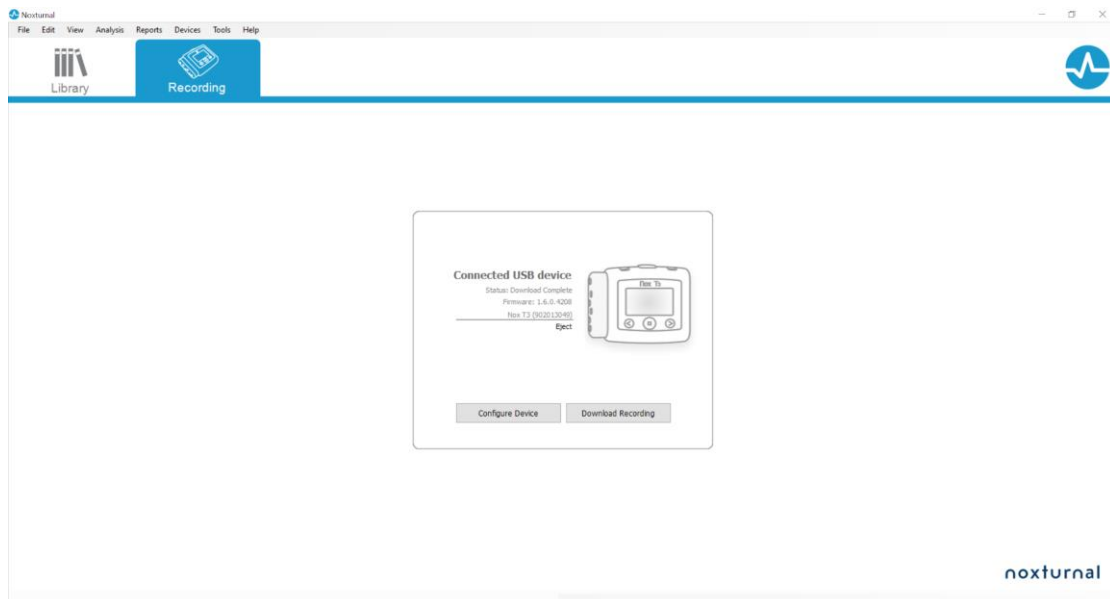 Noxturnal
File Edit View Analysis Reports Devices Tools Help
Library Recording
Connected USB device
Status: Download Complete
Firmware: 1.6.0.4208
Nox T3 (902013049)
Eject
Nox T3
Configure Device Download Recording
noxturnal